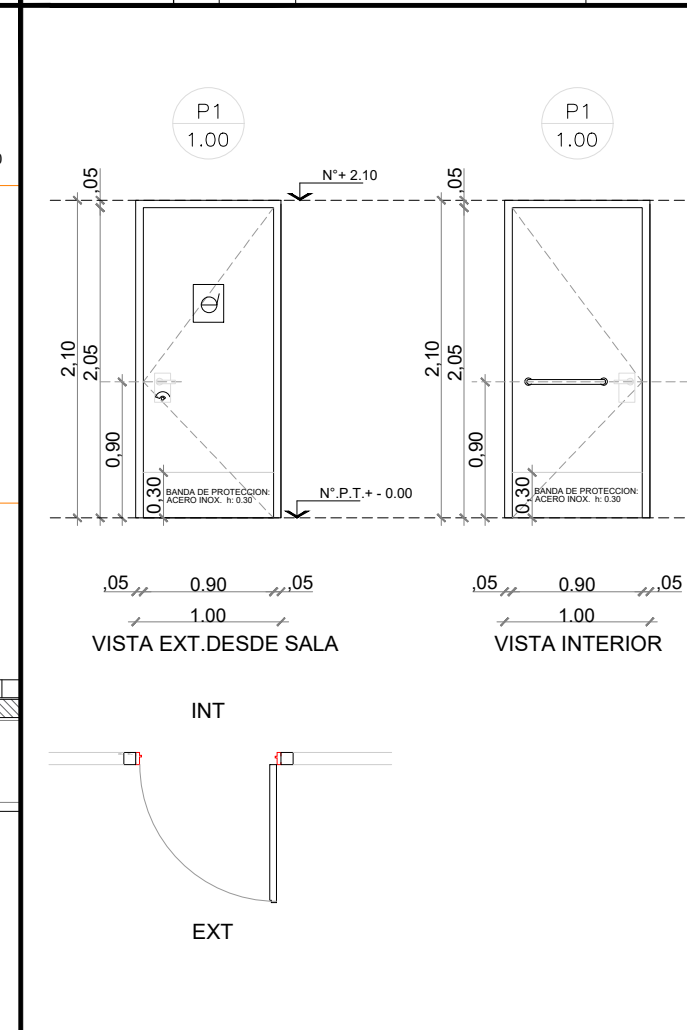 P1
1.00
P1
1.00
N°+ 2.10
,05
2,10
2,05
0,90
0,30
BANDA DE PROTECCION:
ACERO INOX. h: 0.30
N°.P.T.+ - 0.00
,05
2,10
2,05
0,90
0,30
BANDA DE PROTECCION:
ACERO INOX. h: 0.30
,05 0.90 ,05
1.00
VISTA EXT.DESDE SALA
,05 0.90 ,05
1.00
VISTA INTERIOR
INT
EXT